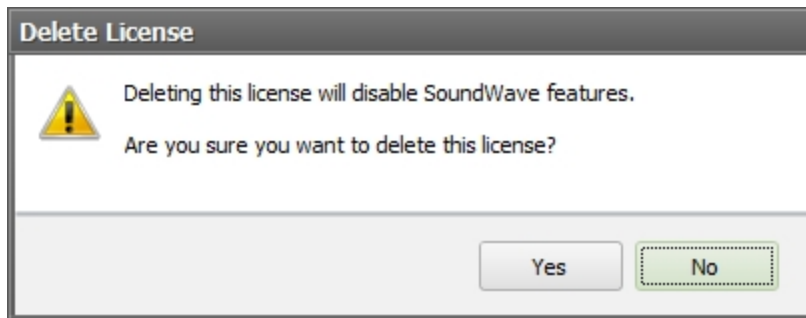 Delete License
Deleting this license will disable SoundWave features.
Are you sure you want to delete this license?
Yes
No